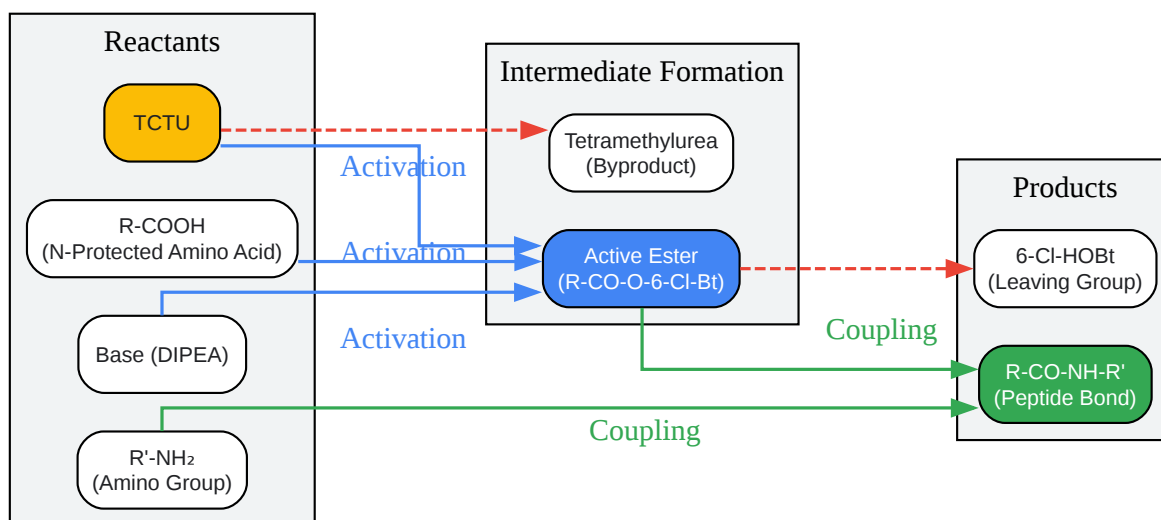 Reactants
TCTU
R-COOH
(N-Protected Amino Acid)
Base (DIPEA)
R'-NH₂
(Amino Group)
Activation
Activation
Activation
Intermediate Formation
Tetramethylurea
(Byproduct)
Active Ester
(R-CO-O-6-Cl-Bt)
Coupling
Coupling
Products
6-Cl-HOBt
(Leaving Group)
R-CO-NH-R'
(Peptide Bond)